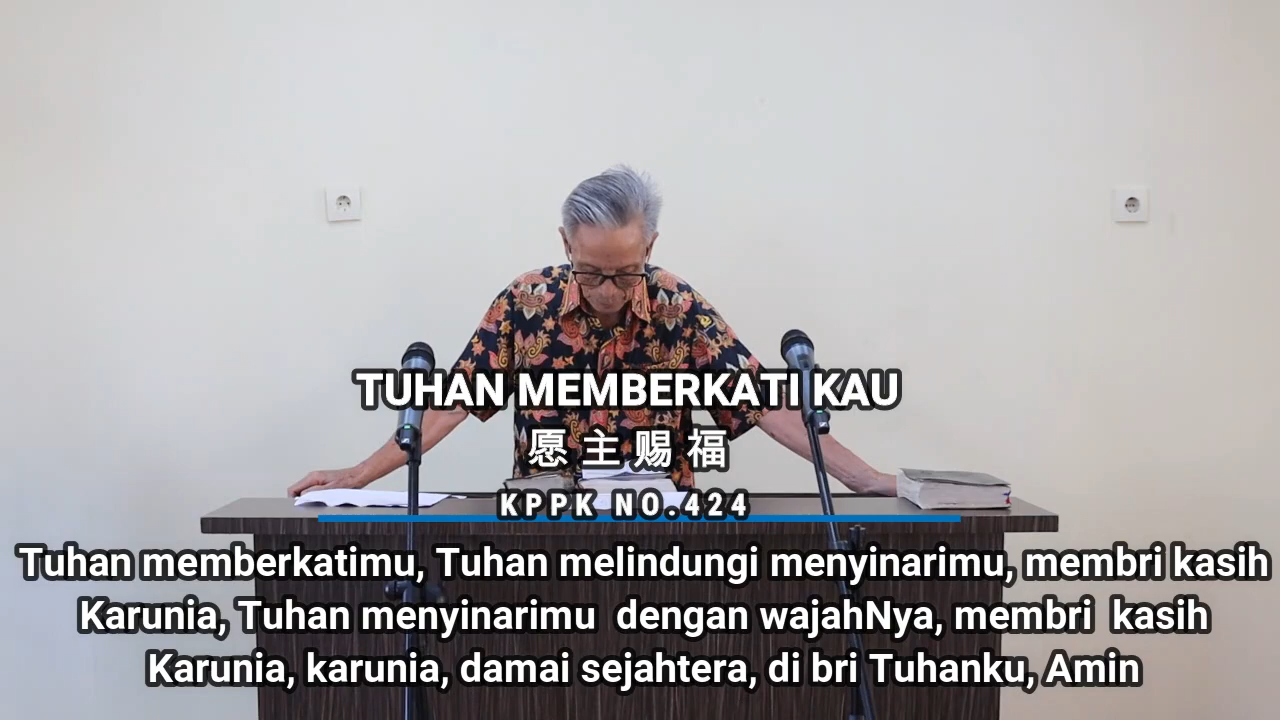 TUHAN MEMBERKATI KAU
愿主赐福
KPPK NO.424
Tuhan memberkatimu, Tuhan melindungi menyinarimu, membri kasih
Karunia, Tuhan menyinarimu dengan wajahNya, membri kasih
Karunia, karunia, damai sejahtera, di bri Tuhanku, Amin